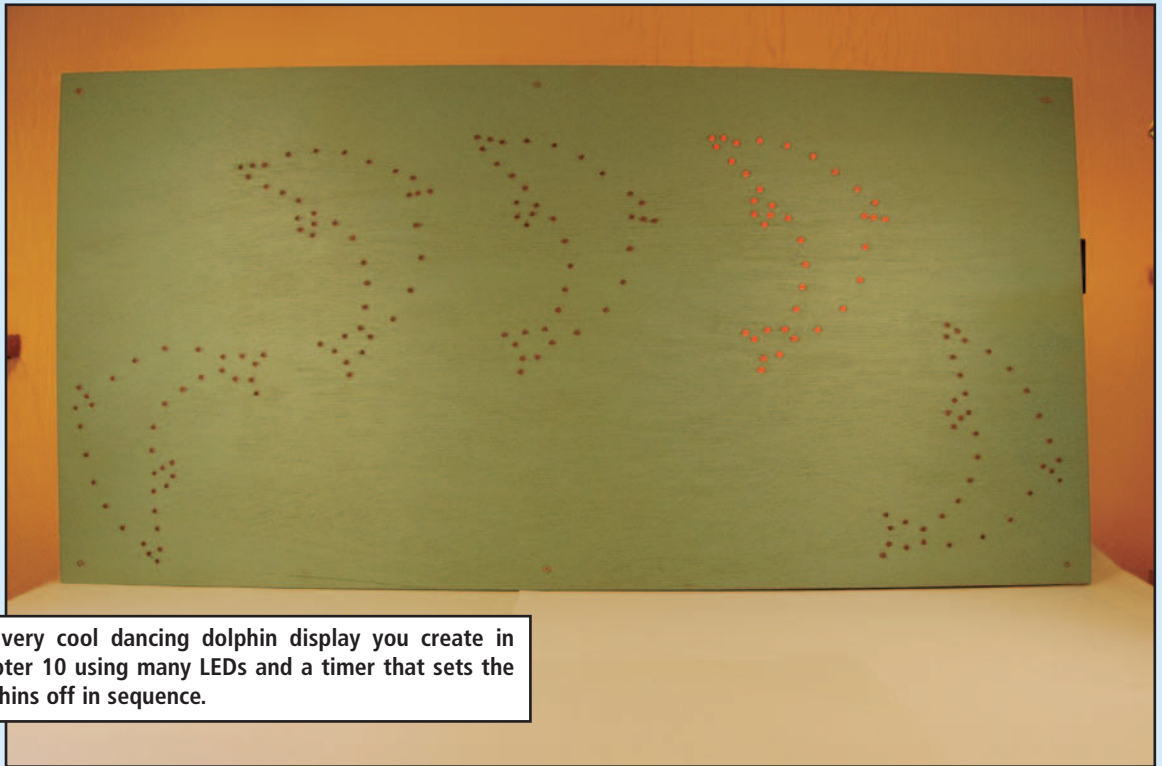 very cool dancing dolphin display you create in
10 using many LEDs and a timer that sets the
off in sequence.